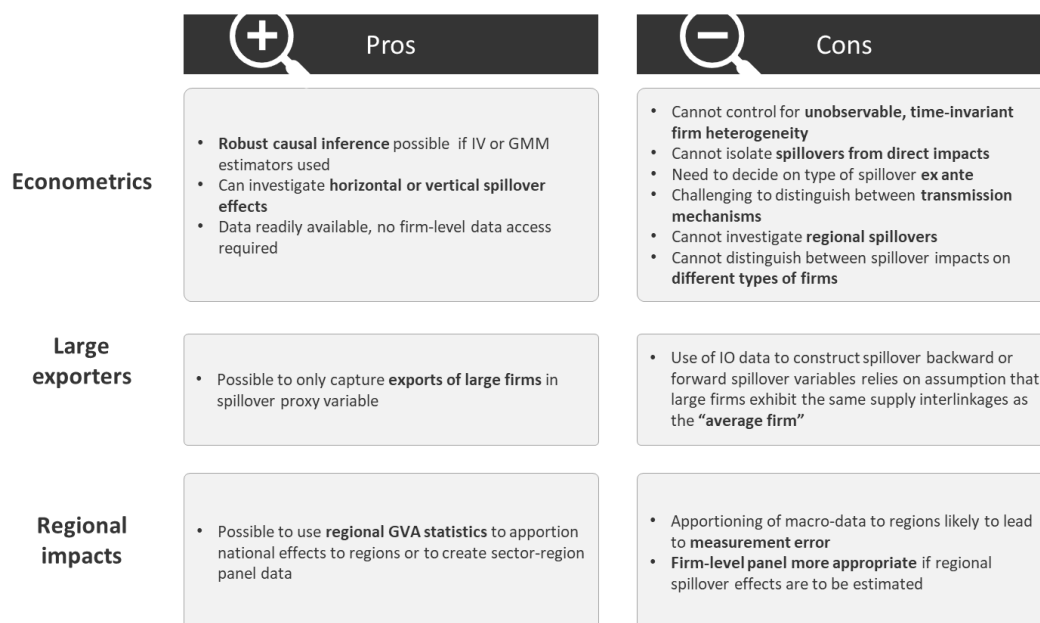 Pros
Cons
Econometrics
• Robust causal inference possible if IV or GMM
estimators used
• Can investigate horizontal or vertical spillover
effects
• Data readily available, no firm-level data access
required
• Cannot control for unobservable, time-invariant
firm heterogeneity
• Cannot isolate spillovers from direct impacts
• Need to decide on type of spillover ex ante
• Challenging to distinguish between transmission
mechanisms
• Cannot investigate regional spillovers
• Cannot distinguish between spillover impacts on
different types of firms
Large
exporters
• Possible to only capture exports of large firms in
spillover proxy variable
• Use of IO data to construct spillover backward or
forward spillover variables relies on assumption that
large firms exhibit the same supply interlinkages as
the “average firm”
Regional
impacts
• Possible to use regional GVA statistics to apportion
national effects to regions or to create sector-region
panel data
• Apportioning of macro-data to regions likely to lead
to measurement error
• Firm-level panel more appropriate if regional
spillover effects are to be estimated